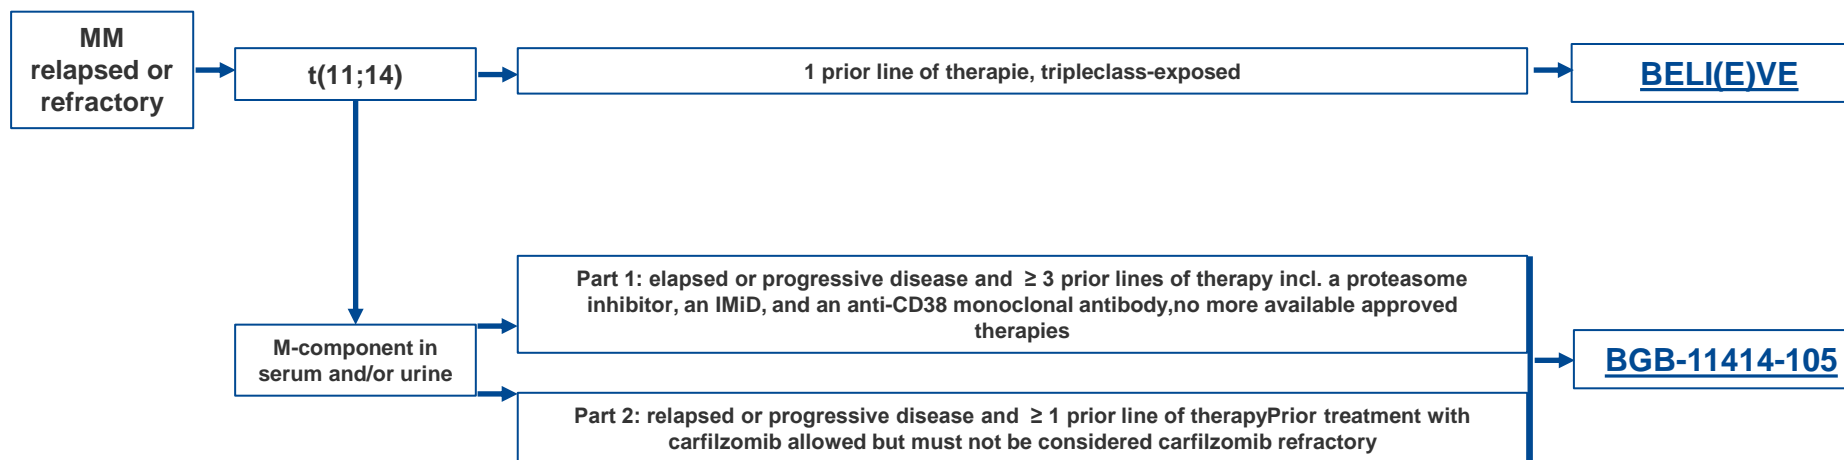 MM
relapsed or
refractory
t(11;14)
1 prior line of therapie, tripleclass-exposed
BELI(E)VE
Part 1: elapsed or progressive disease and ≥ 3 prior lines of therapy incl. a proteasome
inhibitor, an IMiD, and an anti-CD38 monoclonal antibody,no more available approved
therapies
M-component in
serum and/or urine
BGB-11414-105
Part 2: relapsed or progressive disease and ≥ 1 prior line of therapyPrior treatment with
carfilzomib allowed but must not be considered carfilzomib refractory